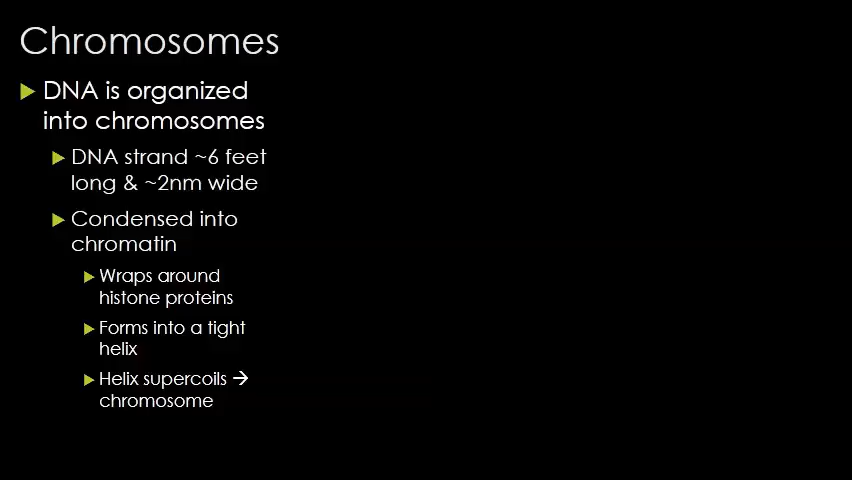 Chromosomes
DNA is organized
into chromosomes
DNA strand ~6 feet
long & ~2nm wide
Condensed into
chromatin
Wraps around
histone proteins
Forms into a tight
helix
Helix supercoils →
chromosome